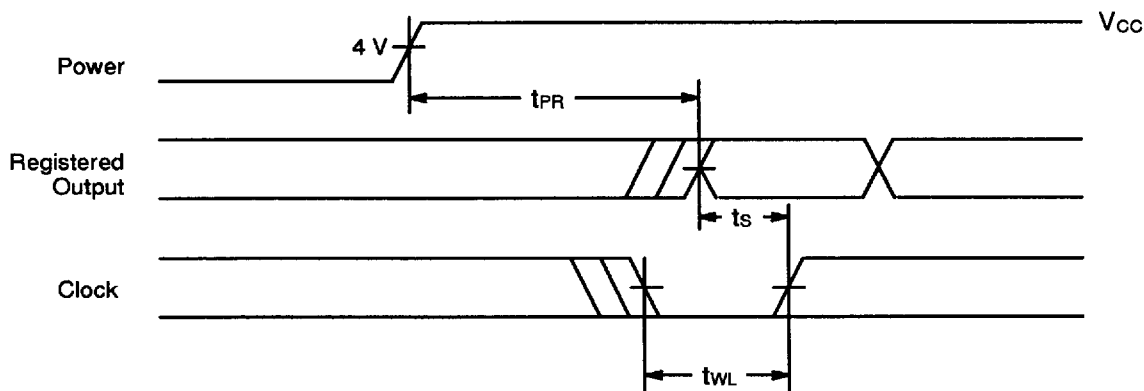 VCC
4 V
Power
tPR
Registered
Output
tS
Clock
tWL